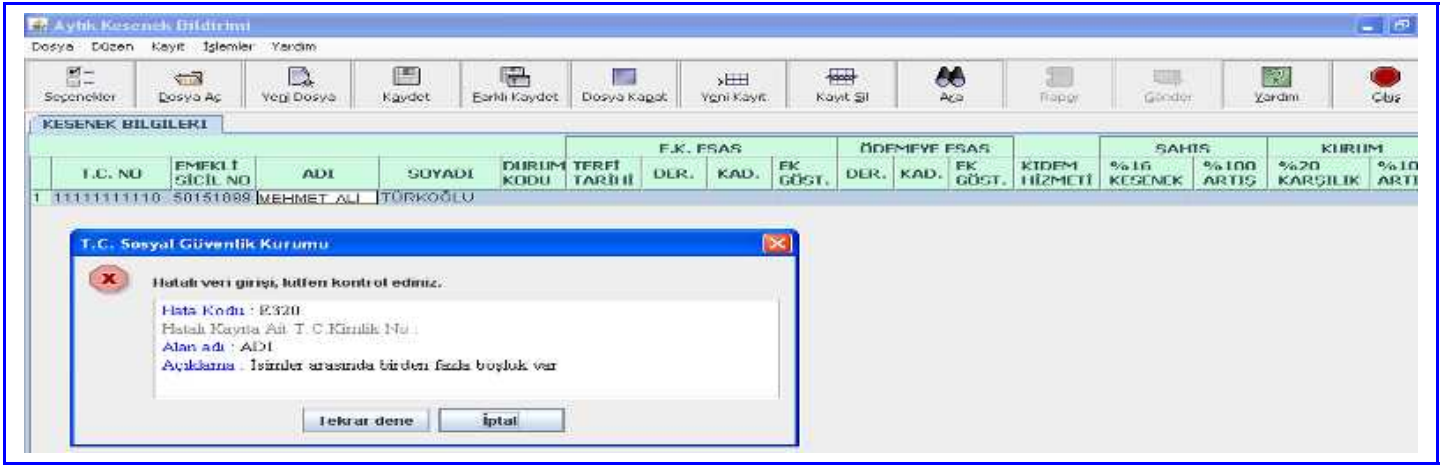 Aylık Kesenek Bildirimi
Dosya Düzen Kayıt İşlemler Yardım
Seçenekler Dosya Aç Yeni Dosya Kaydet Farklı Kaydet Dosya Kapat Yeni Kayıt Kayıt Sil Ara Rapor Gönder Yardım Çıkış
KESENEK BİLGİLERİ
E.K. ESAS ÖDEMEYE ESAS ŞAHIS KURUM
T.C. NO EMEKLİ SİCİL NO ADI SOYADI DURUM KODU TERFİ TARİHİ DER. KAD. EK GÖST. DER. KAD. EK GÖST. KIDEM HİZMETİ %16 KESENEK %100 ARTIŞ %20 KARŞILIK %10 ARTI
1 11111111110 50151099 MEHMET ALİ TÜRKOĞLU
T.C. Sosyal Güvenlik Kurumu
Hatalı veri girişi, lütfen kontrol ediniz.
Hata Kodu : E320
Hatalı Kayıta Ait T.C.Kimlik No :
Alan adı : ADI
Açıklama : İsimler arasında birden fazla boşluk var
Tekrar dene İptal